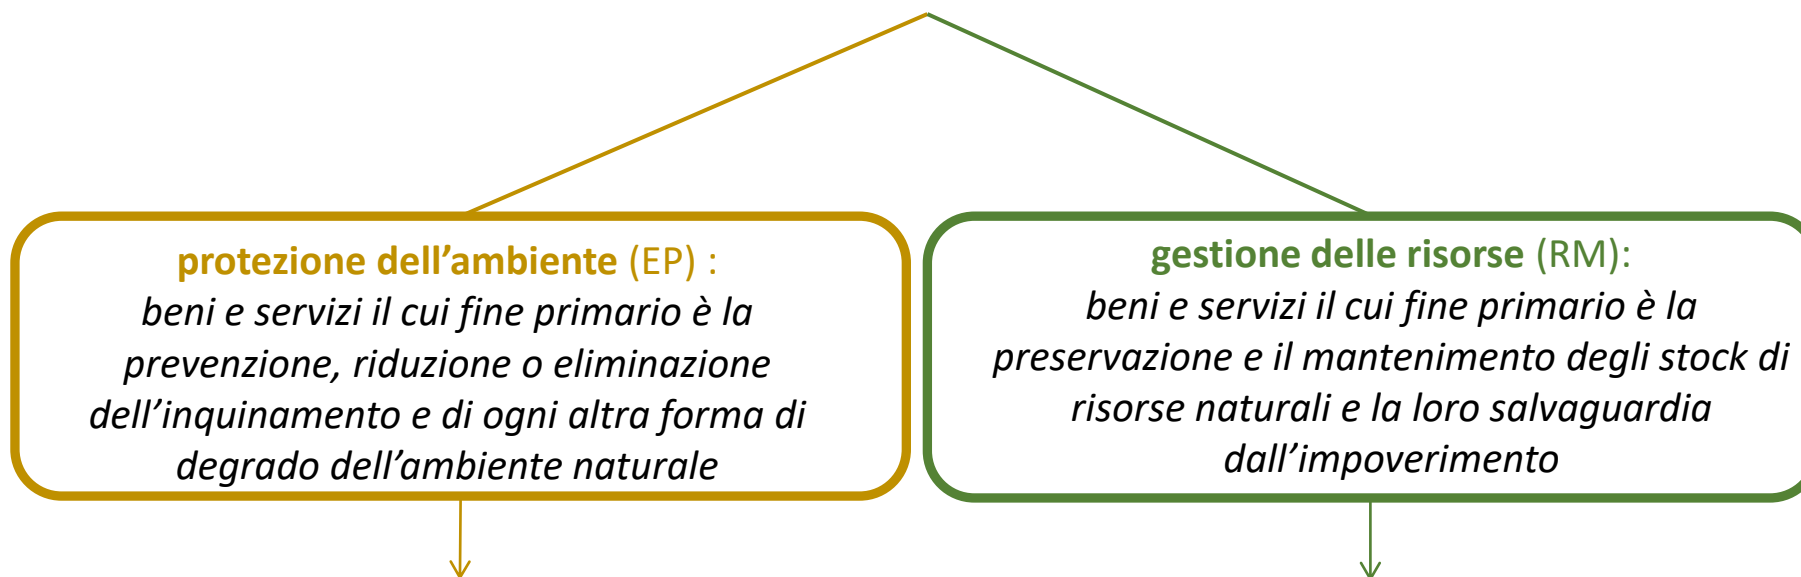 protezione dell’ambiente (EP) :
beni e servizi il cui fine primario è la
prevenzione, riduzione o eliminazione
dell’inquinamento e di ogni altra forma di
degrado dell’ambiente naturale
gestione delle risorse (RM):
beni e servizi il cui fine primario è la
preservazione e il mantenimento degli stock di
risorse naturali e la loro salvaguardia
dall’impoverimento